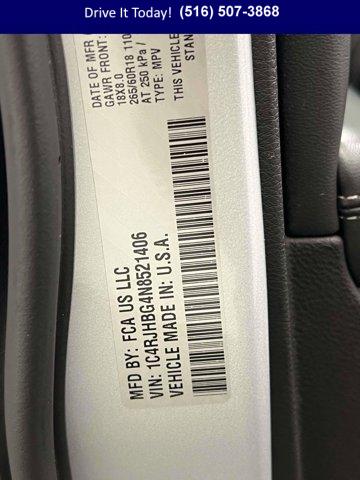 Drive It Today! (516) 507-3868
DATE OF MFR
GAWR FRONT:
18X8.0
265/60R18 110
AT 250 kPa /
TYPE: MPV
THIS VEHICLE
STAN
MFD BY: FCA US LLC
VIN: 1C4RJHBG4N8521406
VEHICLE MADE IN: U.S.A.